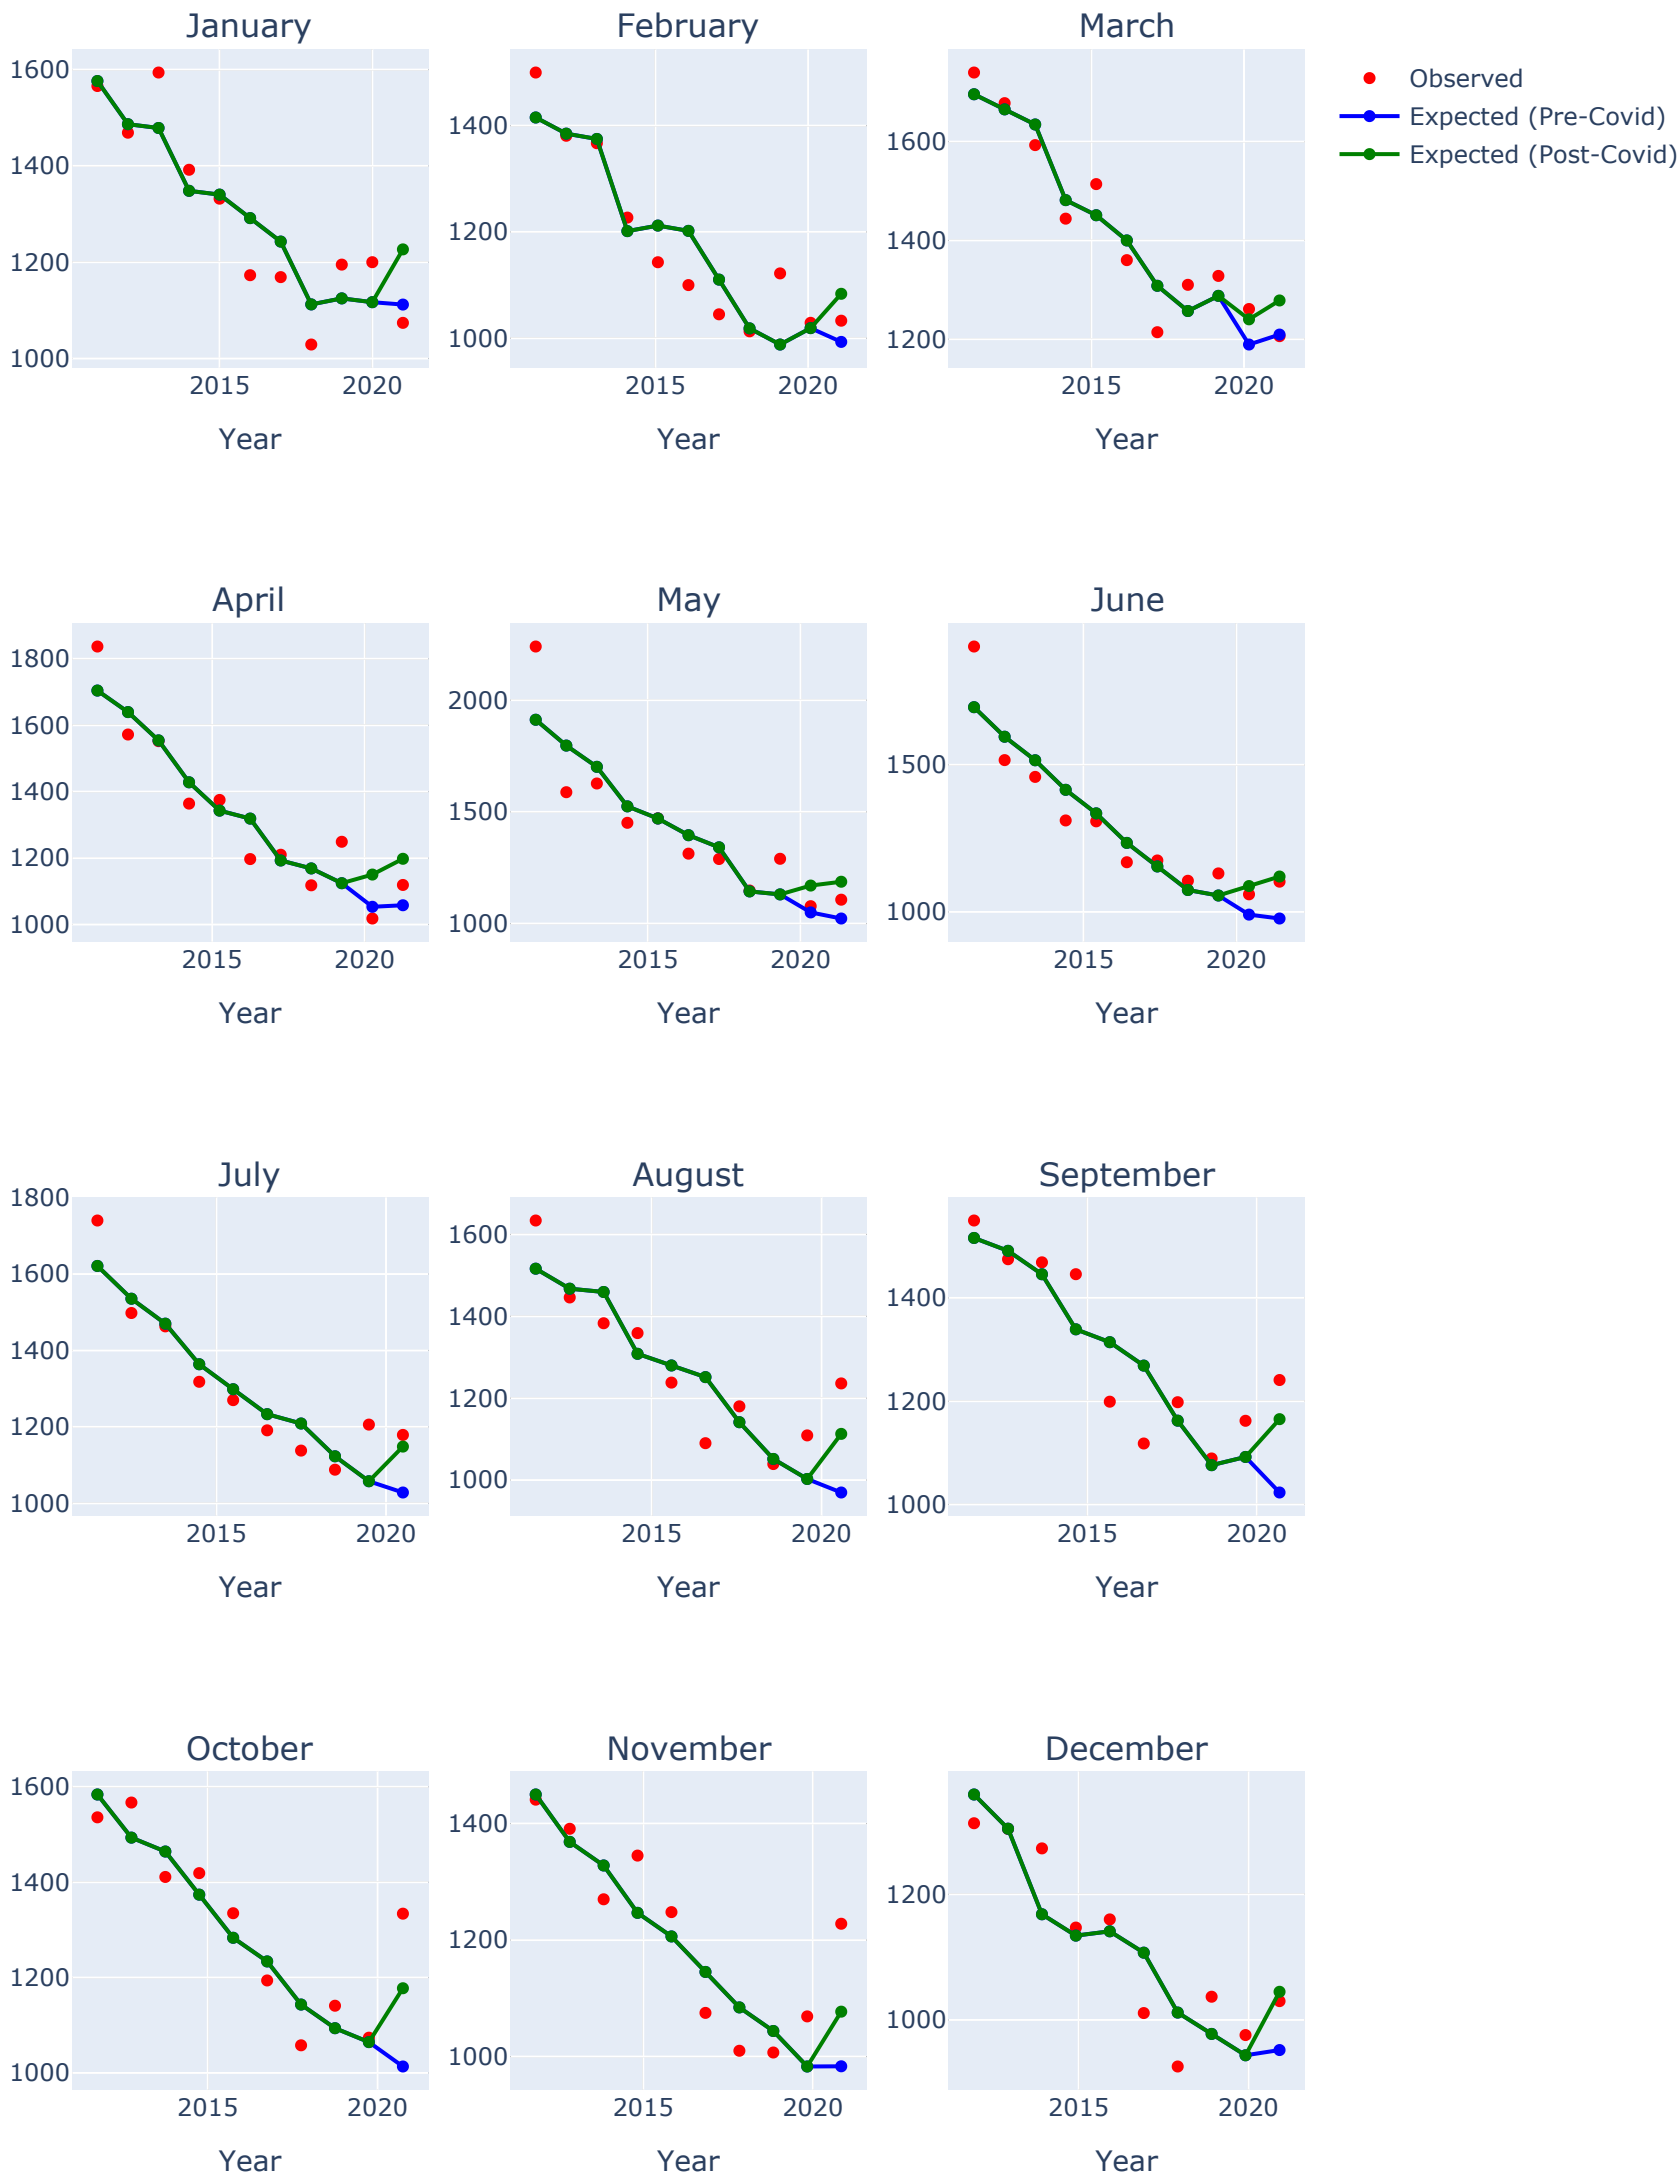 January
February
March
1600
1400
1200
1000
2015
2020
Year
1400
1200
1000
2015
2020
Year
1600
1400
1200
2015
2020
Year
Observed
Expected (Pre-Covid)
Expected (Post-Covid)
April
May
June
1800
1600
1400
1200
1000
2015
2020
Year
2000
1500
1000
2015
2020
Year
1500
1000
2015
2020
Year
July
August
September
1800
1600
1400
1200
1000
2015
2020
Year
1600
1400
1200
1000
2015
2020
Year
1400
1200
1000
2015
2020
Year
October
November
December
1600
1400
1200
1000
2015
2020
Year
1400
1200
1000
2015
2020
Year
1200
1000
2015
2020
Year